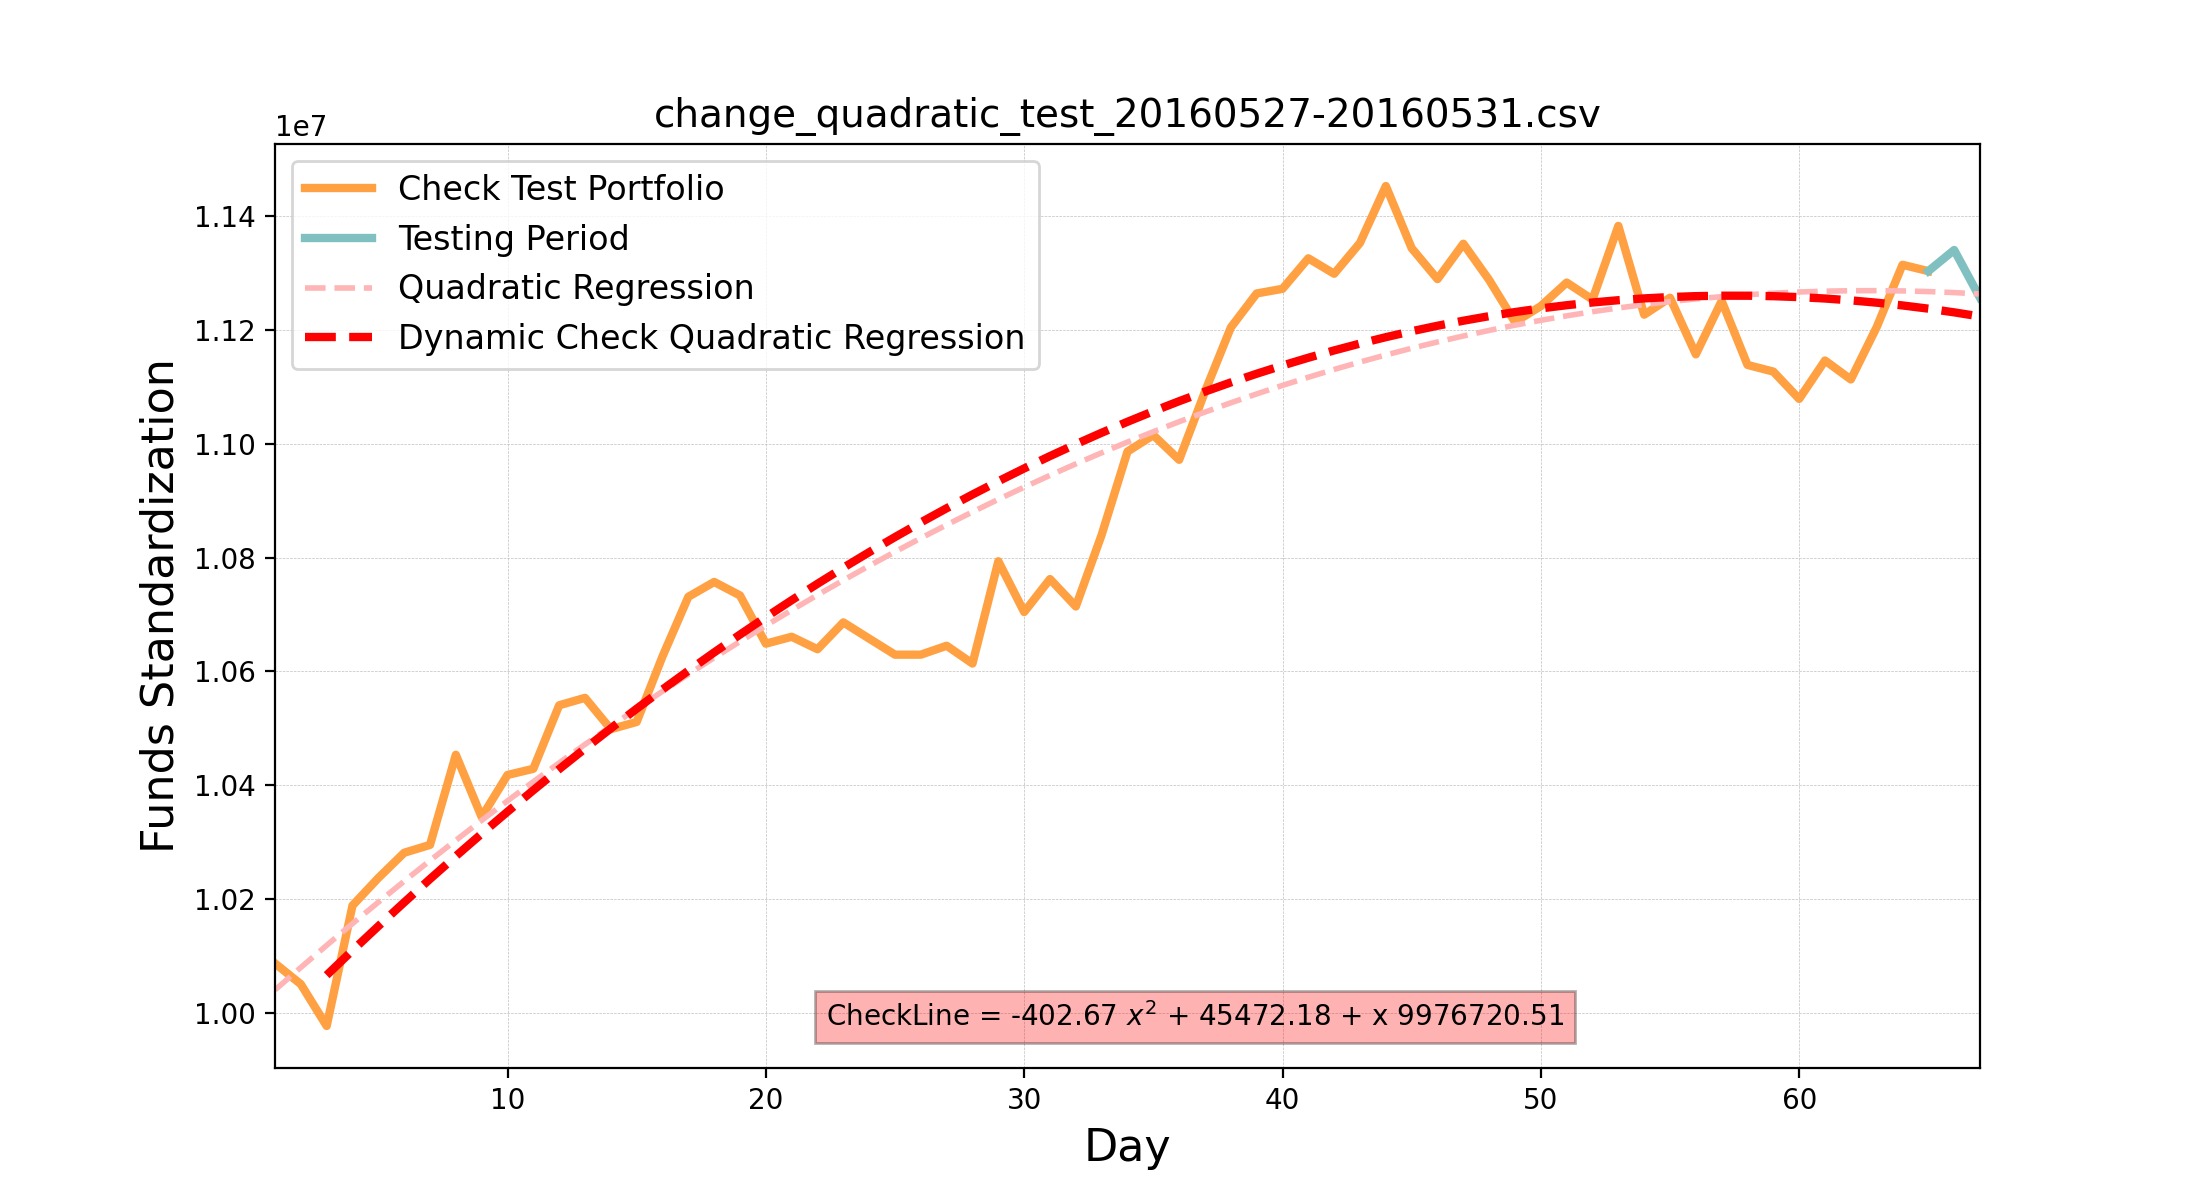 change_quadratic_test_20160527-20160531.csv
1e7
Check Test Portfolio
Testing Period
Quadratic Regression
Dynamic Check Quadratic Regression
1.14
1.12
1.10
1.08
1.06
1.04
1.02
1.00
Funds Standardization
CheckLine = -402.67 x² + 45472.18 + x 9976720.51
10 20 30 40 50 60
Day